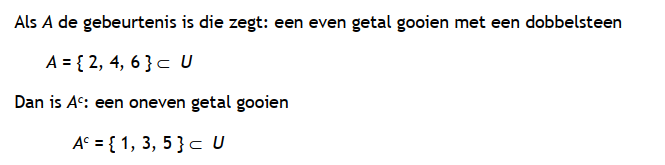 Als A de gebeurtenis is die zegt: een even getal gooien met een dobbelsteen
A = { 2, 4, 6 } ⊂ U
Dan is Aᶜ: een oneven getal gooien
Aᶜ = { 1, 3, 5 } ⊂ U